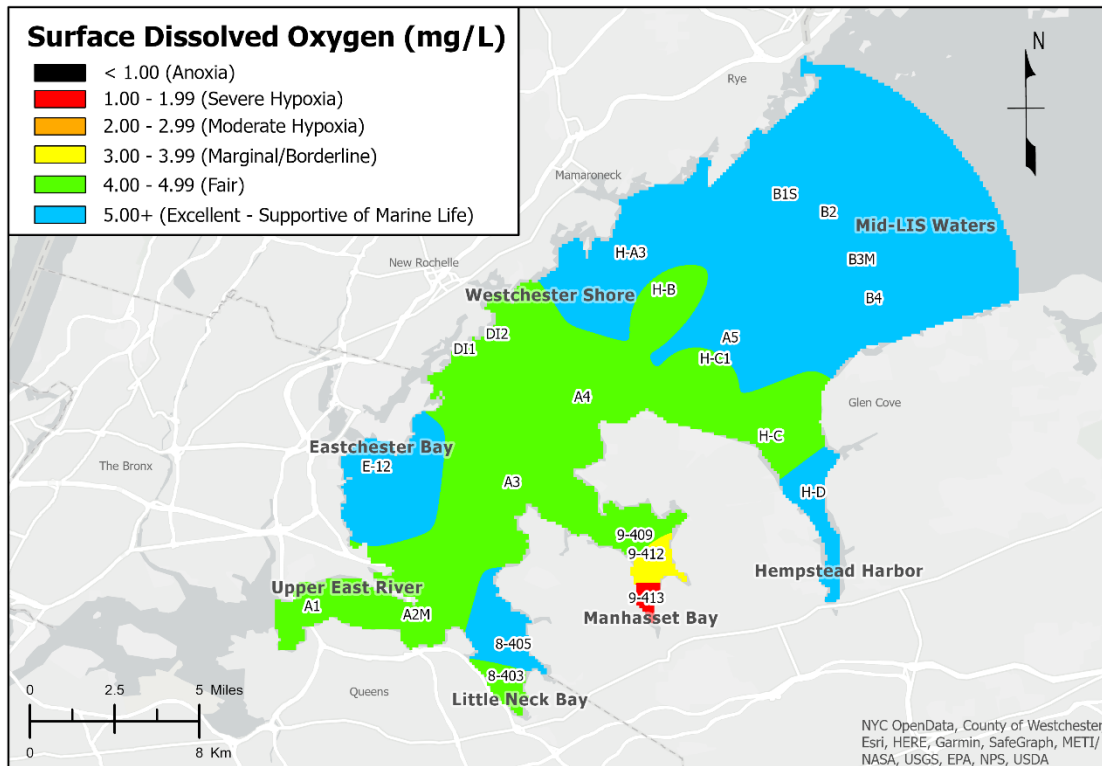 Surface Dissolved Oxygen (mg/L)
< 1.00 (Anoxia)
1.00 - 1.99 (Severe Hypoxia)
2.00 - 2.99 (Moderate Hypoxia)
3.00 - 3.99 (Marginal/Borderline)
4.00 - 4.99 (Fair)
5.00+ (Excellent - Supportive of Marine Life)
N
Rye
Mamaroneck
B1S
B2
Mid-LIS Waters
H-A3
B3M
New Rochelle
Westchester Shore
H-B
B4
DI2
DI1
A5
H-C1
A4
Glen Cove
H-C
Eastchester Bay
The Bronx
E-12
A3
H-D
9-409
9-412
Hempstead Harbor
Upper East River
9-413
A1
A2M
Manhasset Bay
8-405
8-403
Queens
Little Neck Bay
0 2.5 5 Miles
0 8 Km
NYC OpenData, County of Westchester
Esri, HERE, Garmin, SafeGraph, METI/
NASA, USGS, EPA, NPS, USDA